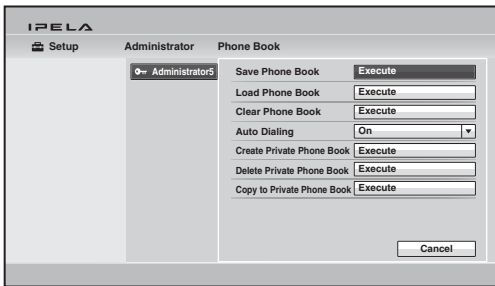 IPELA
Setup Administrator Phone Book
Administrator5
Save Phone Book Execute
Load Phone Book Execute
Clear Phone Book Execute
Auto Dialing On
Create Private Phone Book Execute
Delete Private Phone Book Execute
Copy to Private Phone Book Execute
Cancel